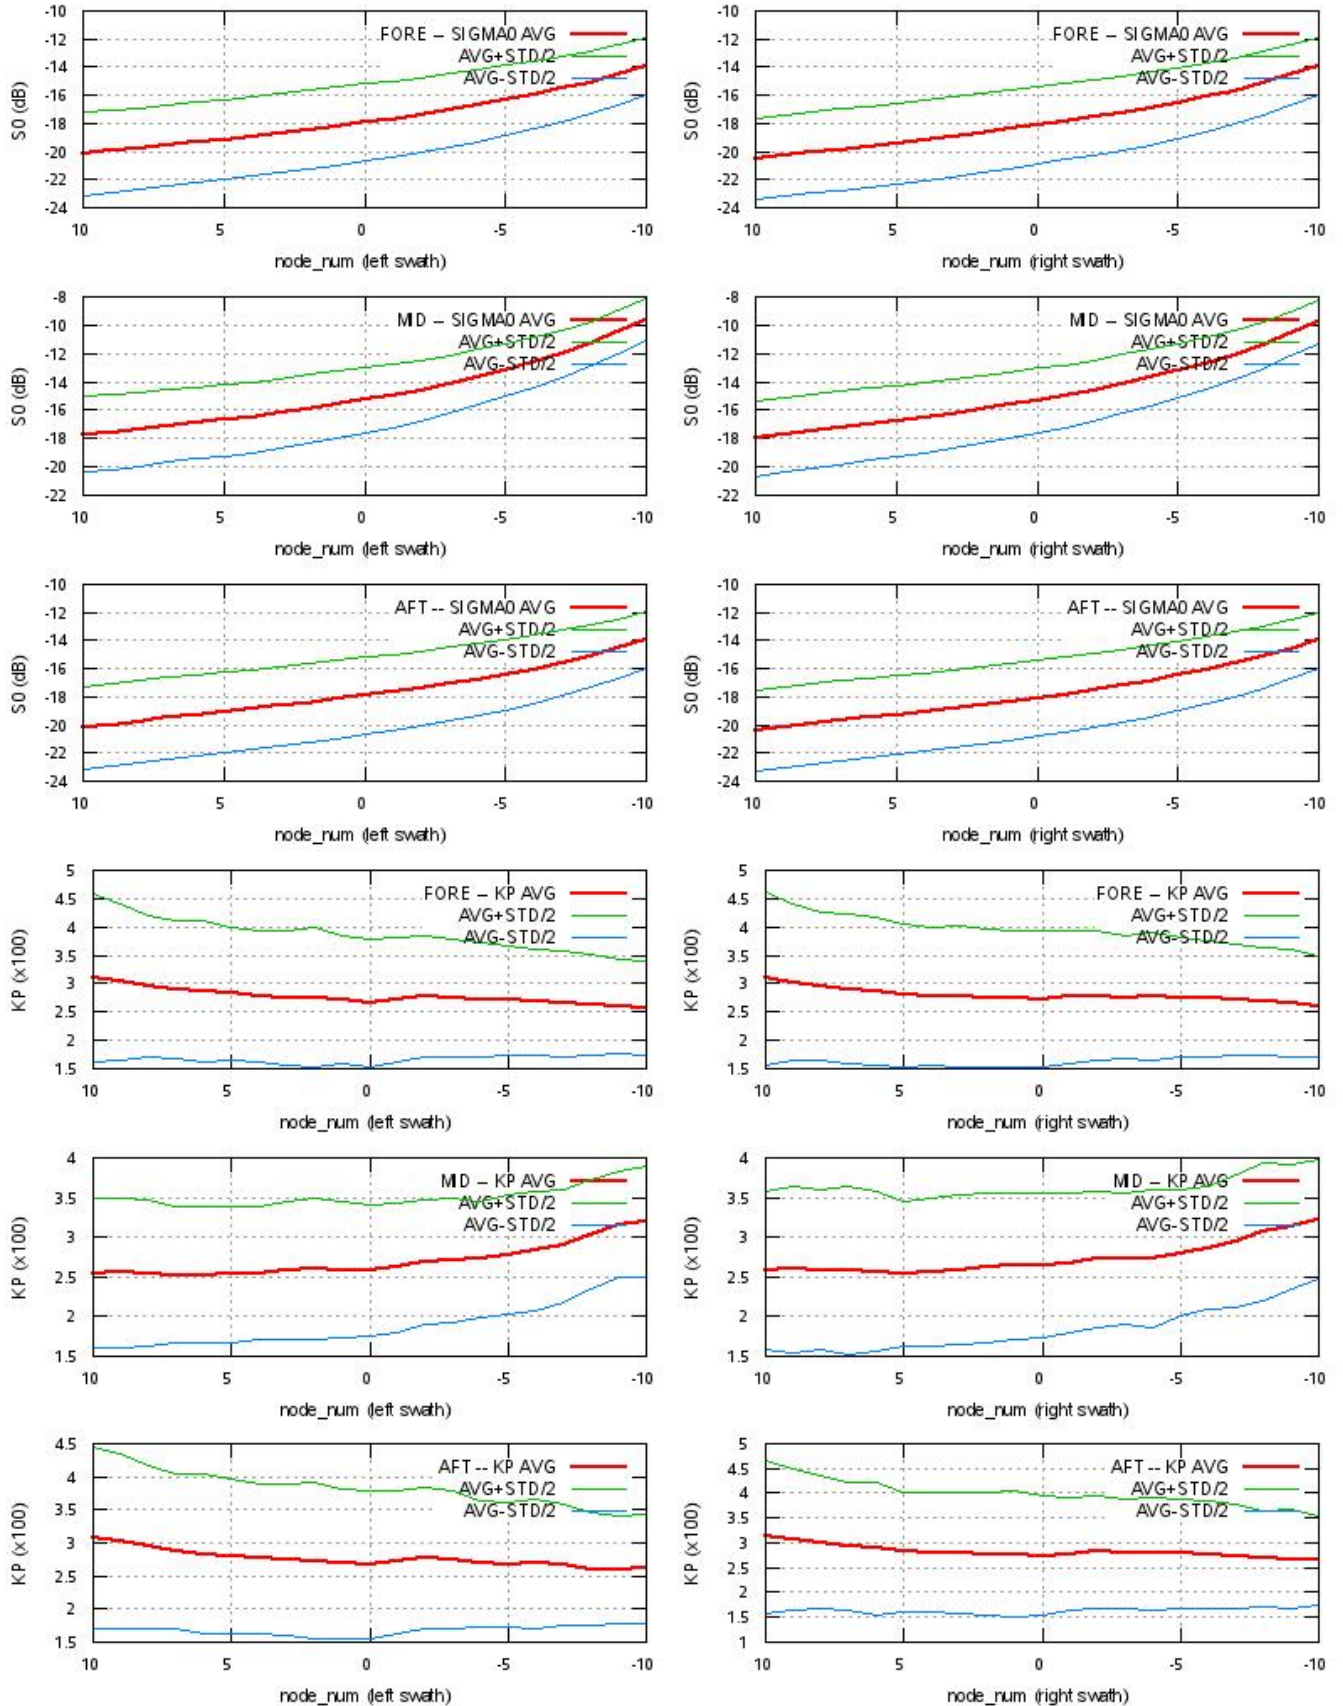 -10
-12
-14
-16
-18
-20
-22
-24
S0 (dB)
FORE – SIGMA0 AVG
AVG+STD/2
AVG-STD/2
10 5 0 -5 -10
node_num (left swath)
-10
-12
-14
-16
-18
-20
-22
-24
S0 (dB)
FORE – SIGMA0 AVG
AVG+STD/2
AVG-STD/2
10 5 0 -5 -10
node_num (right swath)
-8
-10
-12
-14
-16
-18
-20
-22
S0 (dB)
MID – SIGMA0 AVG
AVG+STD/2
AVG-STD/2
10 5 0 -5 -10
node_num (left swath)
-8
-10
-12
-14
-16
-18
-20
-22
S0 (dB)
MID – SIGMA0 AVG
AVG+STD/2
AVG-STD/2
10 5 0 -5 -10
node_num (right swath)
-10
-12
-14
-16
-18
-20
-22
-24
S0 (dB)
AFT -- SIGMA0 AVG
AVG+STD/2
AVG-STD/2
10 5 0 -5 -10
node_num (left swath)
-10
-12
-14
-16
-18
-20
-22
-24
S0 (dB)
AFT -- SIGMA0 AVG
AVG+STD/2
AVG-STD/2
10 5 0 -5 -10
node_num (right swath)
5
4.5
4
3.5
3
2.5
2
1.5
KP (x100)
FORE – KP AVG
AVG+STD/2
AVG-STD/2
10 5 0 -5 -10
node_num (left swath)
5
4.5
4
3.5
3
2.5
2
1.5
KP (x100)
FORE – KP AVG
AVG+STD/2
AVG-STD/2
10 5 0 -5 -10
node_num (right swath)
4
3.5
3
2.5
2
1.5
KP (x100)
MID – KP AVG
AVG+STD/2
AVG-STD/2
10 5 0 -5 -10
node_num (left swath)
4
3.5
3
2.5
2
1.5
KP (x100)
MID – KP AVG
AVG+STD/2
AVG-STD/2
10 5 0 -5 -10
node_num (right swath)
4.5
4
3.5
3
2.5
2
1.5
KP (x100)
AFT -- KP AVG
AVG+STD/2
AVG-STD/2
10 5 0 -5 -10
node_num (left swath)
5
4.5
4
3.5
3
2.5
2
1.5
1
KP (x100)
AFT -- KP AVG
AVG+STD/2
AVG-STD/2
10 5 0 -5 -10
node_num (right swath)